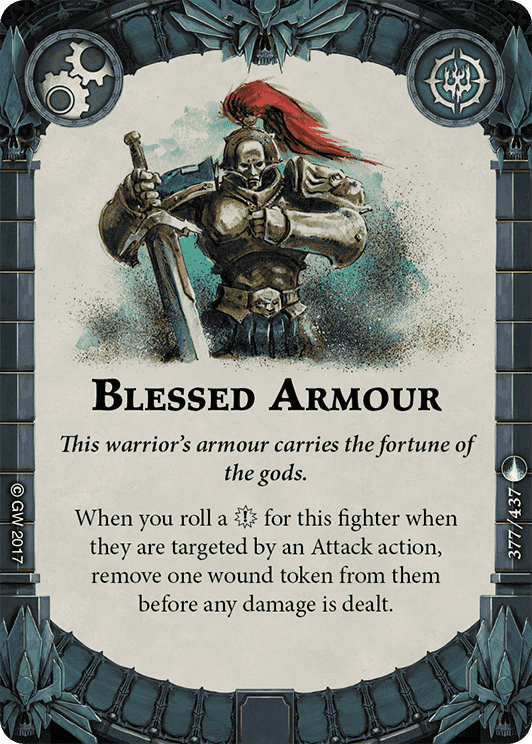 BLESSED ARMOUR
This warrior's armour carries the fortune of
the gods.
When you roll a for this fighter when
they are targeted by an Attack action,
remove one wound token from them
before any damage is dealt.
© GW 2017
377/437